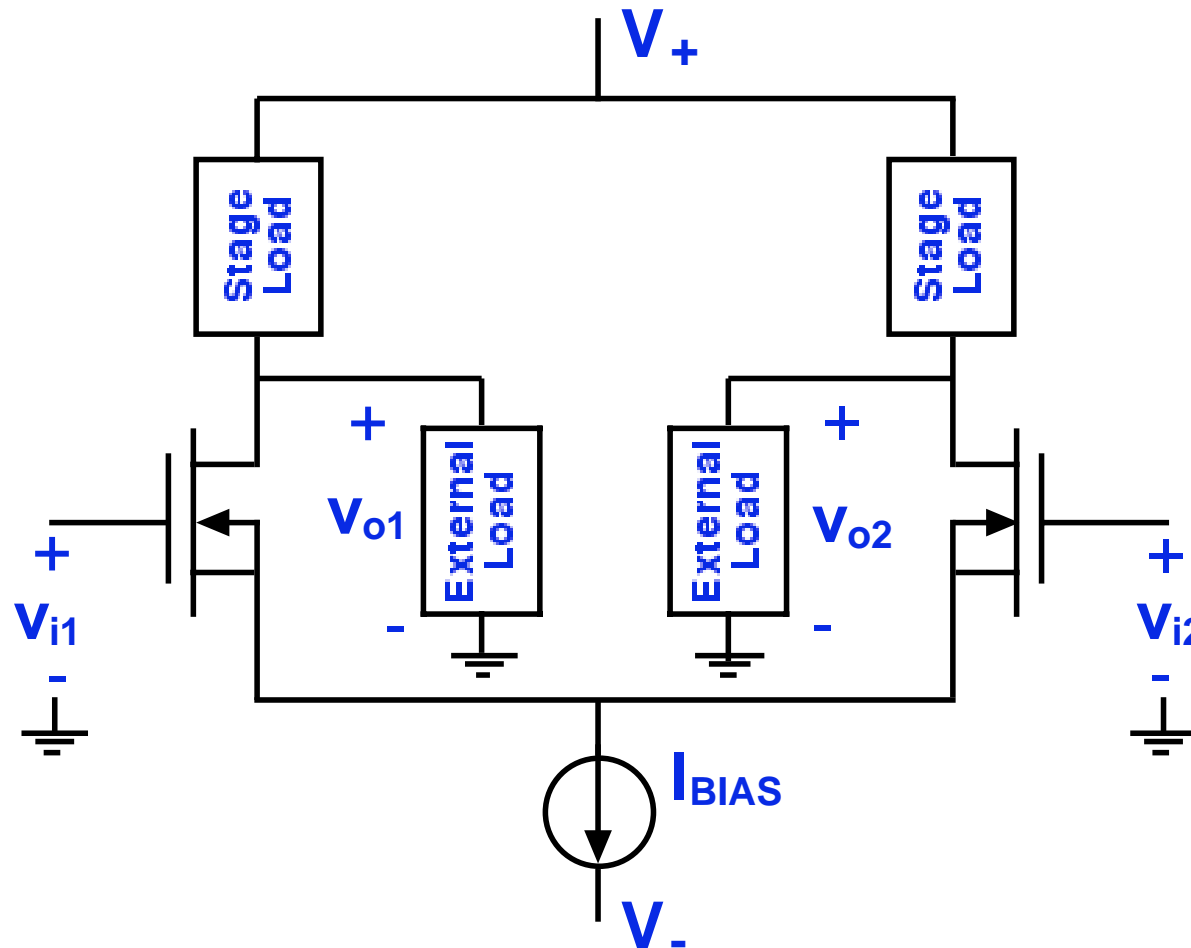 V+
Stage Load
Stage Load
+
+
External Load
External Load
vo1
vo2
+
+
vi1
vi2
-
-
-
-
IBIAS
V-